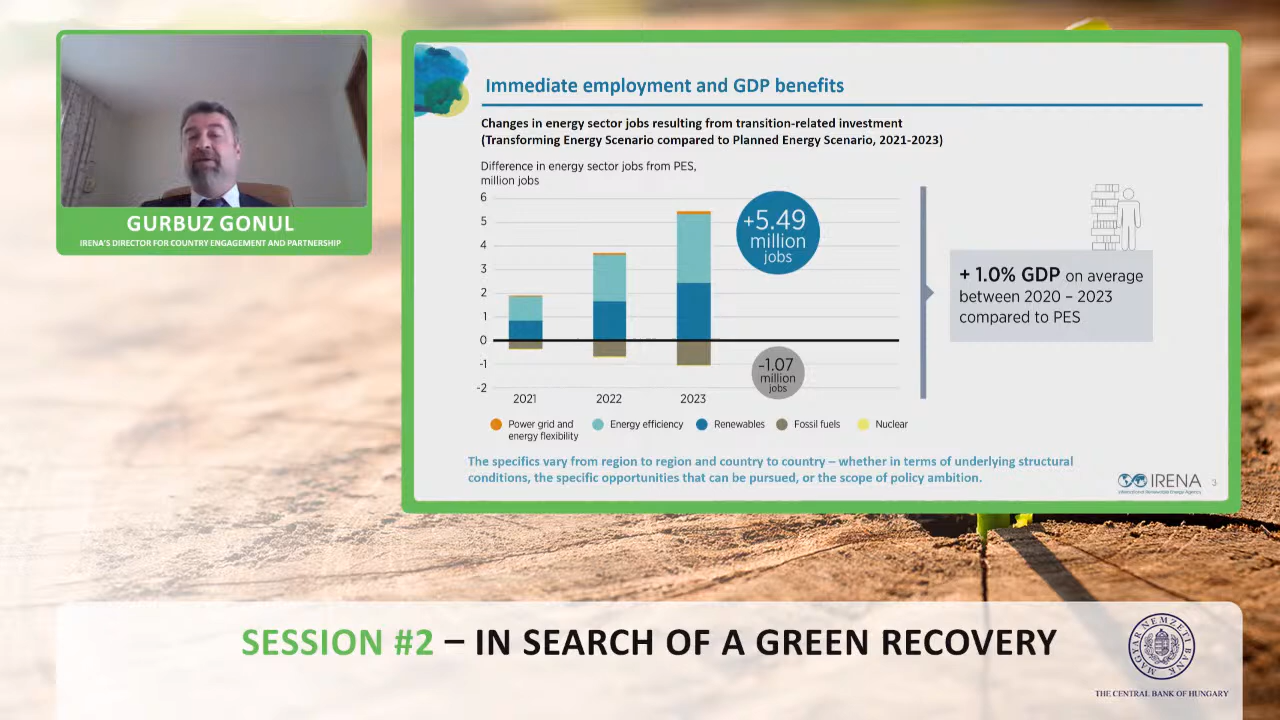 GURBUZ GONUL
IRENA'S DIRECTOR FOR COUNTRY ENGAGEMENT AND PARTNERSHIP
Immediate employment and GDP benefits
Changes in energy sector jobs resulting from transition-related investment
(Transforming Energy Scenario compared to Planned Energy Scenario, 2021-2023)
Difference in energy sector jobs from PES,
million jobs
6
5
4
3
2
1
0
-1
-2
2021
2022
2023
+5.49
million
jobs
-1.07
million
jobs
Power grid and
energy flexibility
Energy efficiency
Renewables
Fossil fuels
Nuclear
+ 1.0% GDP on average
between 2020 – 2023
compared to PES
The specifics vary from region to region and country to country – whether in terms of underlying structural
conditions, the specific opportunities that can be pursued, or the scope of policy ambition.
IRENA
International Renewable Energy Agency
3
SESSION #2 – IN SEARCH OF A GREEN RECOVERY
MAGYAR NEMZETI BANK
THE CENTRAL BANK OF HUNGARY